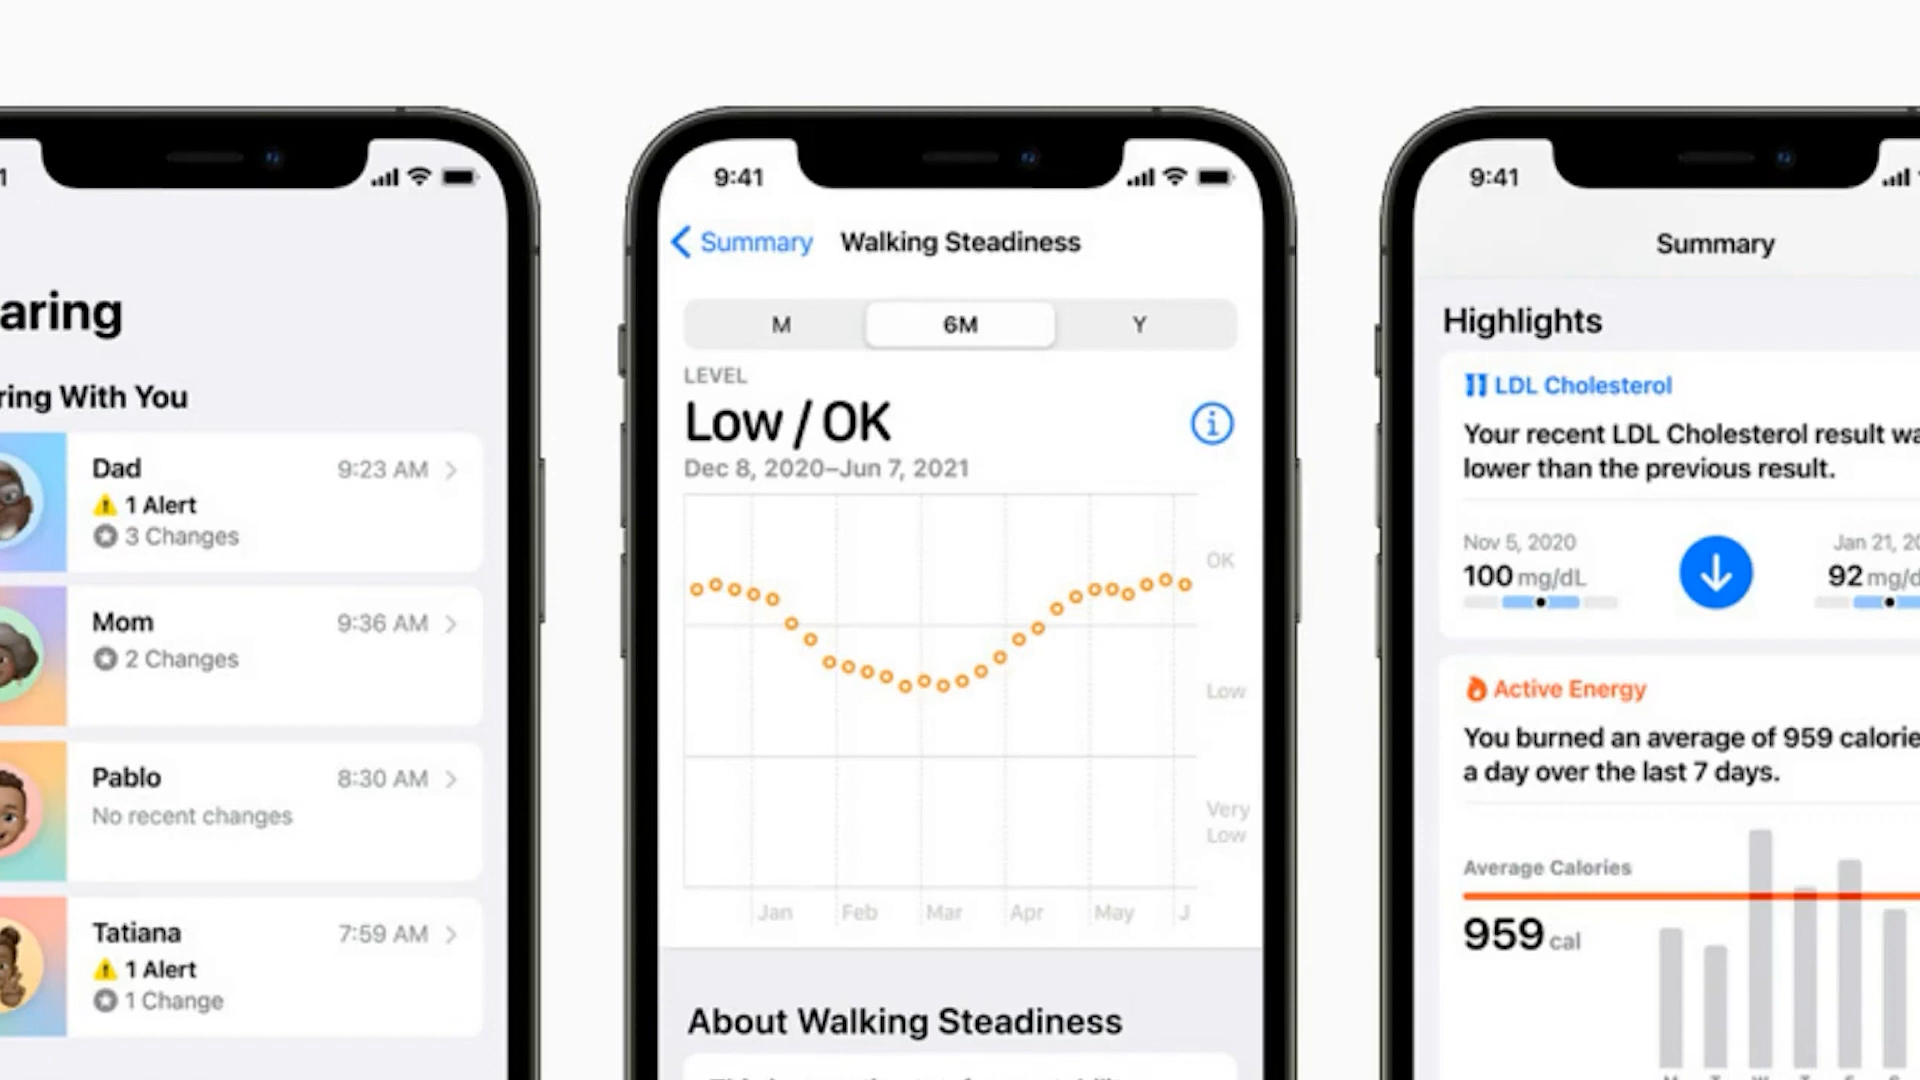 1
aring
ring With You
Dad 9:23 AM
1 Alert
3 Changes
Mom 9:36 AM
2 Changes
Pablo 8:30 AM
No recent changes
Tatiana 7:59 AM
1 Alert
1 Change
9:41
Summary Walking Steadiness
M 6M Y
LEVEL
Low / OK
Dec 8, 2020–Jun 7, 2021
OK
Low
Very
Low
Jan Feb Mar Apr May J
About Walking Steadiness
9:41
Summary
Highlights
LDL Cholesterol
Your recent LDL Cholesterol result wa
lower than the previous result.
Nov 5, 2020 Jan 21, 20
100 mg/dL 92 mg/d
Active Energy
You burned an average of 959 calorie
a day over the last 7 days.
Average Calories
959 cal